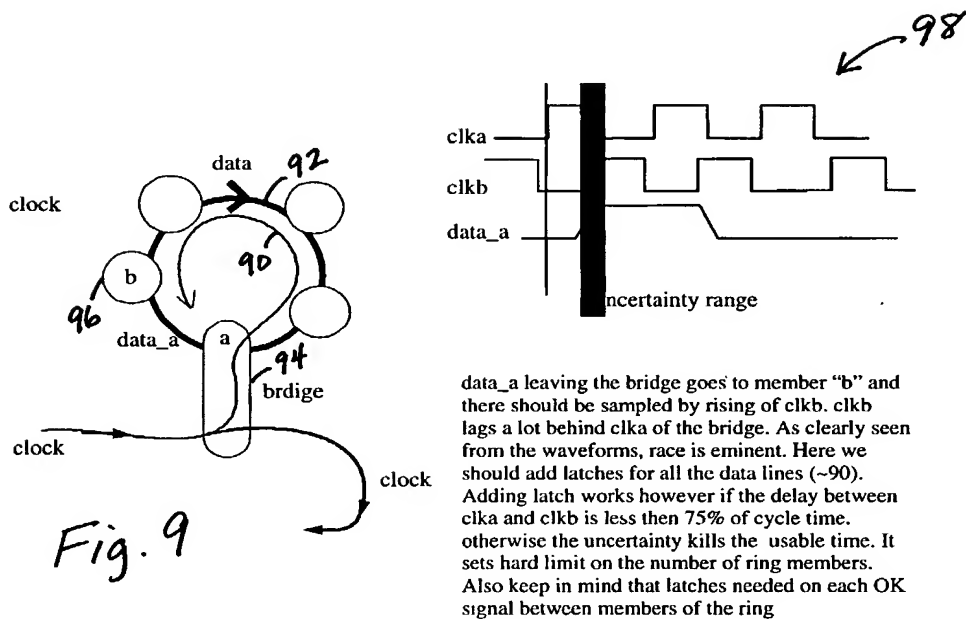 98
clka
clkb
data_a
ncertainty range
data
92
clock
90
b
96
data_a
a
94
brdige
clock
clock
Fig. 9
data_a leaving the bridge goes to member “b” and
there should be sampled by rising of clkb. clkb
lags a lot behind clka of the bridge. As clearly seen
from the waveforms, race is eminent. Here we
should add latches for all the data lines (~90).
Adding latch works however if the delay between
clka and clkb is less then 75% of cycle time.
otherwise the uncertainty kills the usable time. It
sets hard limit on the number of ring members.
Also keep in mind that latches needed on each OK
signal between members of the ring